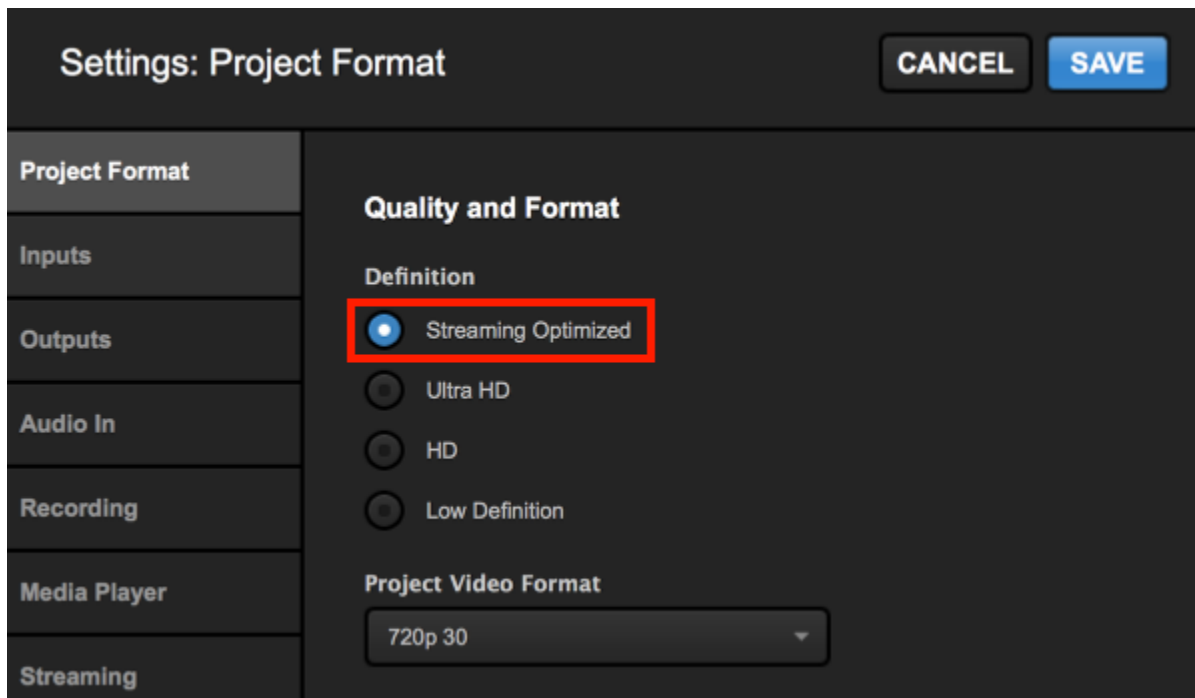 Settings: Project Format
CANCEL
SAVE
Project Format
Inputs
Outputs
Audio In
Recording
Media Player
Streaming
Quality and Format
Definition
Streaming Optimized
Ultra HD
HD
Low Definition
Project Video Format
720p 30